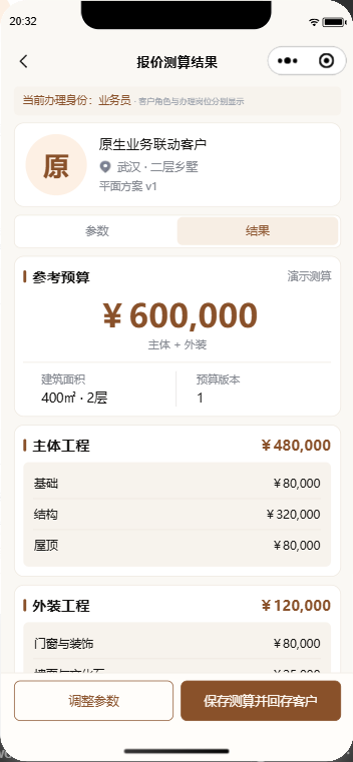 20:32
报价测算结果
当前办理身份：业务员 · 客户角色与办理岗位分别显示
原
原生业务联动客户
武汉 · 二层乡墅
平面方案 v1
参数
结果
参考预算
演示测算
¥600,000
主体 + 外装
建筑面积
预算版本
400㎡ · 2层
1
主体工程
¥480,000
基础
¥80,000
结构
¥320,000
屋顶
¥80,000
外装工程
¥120,000
门窗与装饰
¥80,000
调整参数
保存测算并回存客户